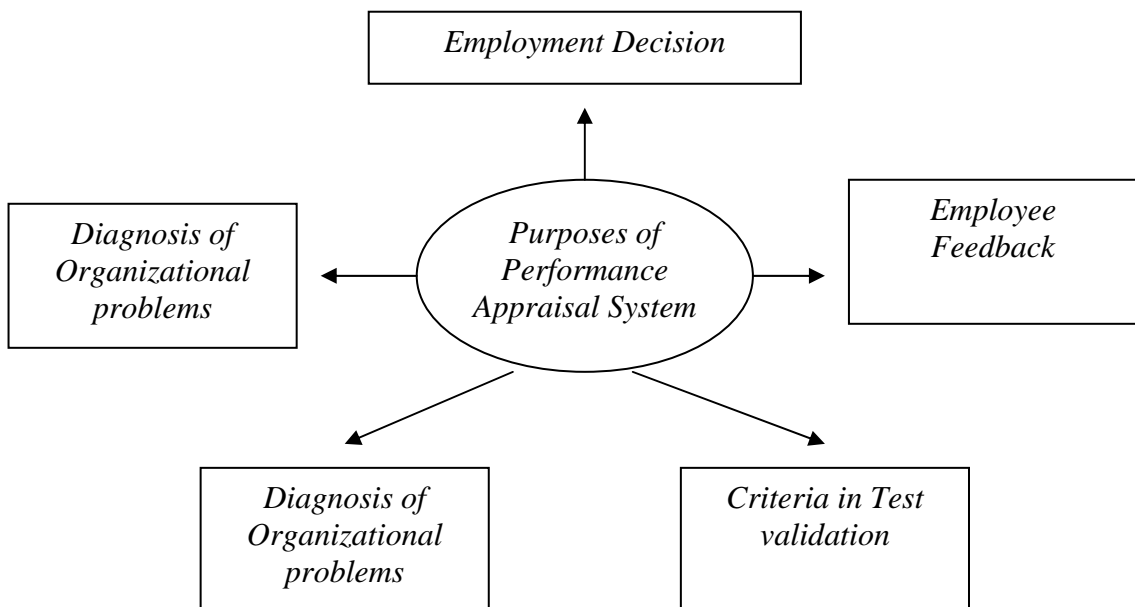 Employment Decision
Diagnosis of
Organizational
problems
Purposes of
Performance
Appraisal System
Employee
Feedback
Diagnosis of
Organizational
problems
Criteria in Test
validation